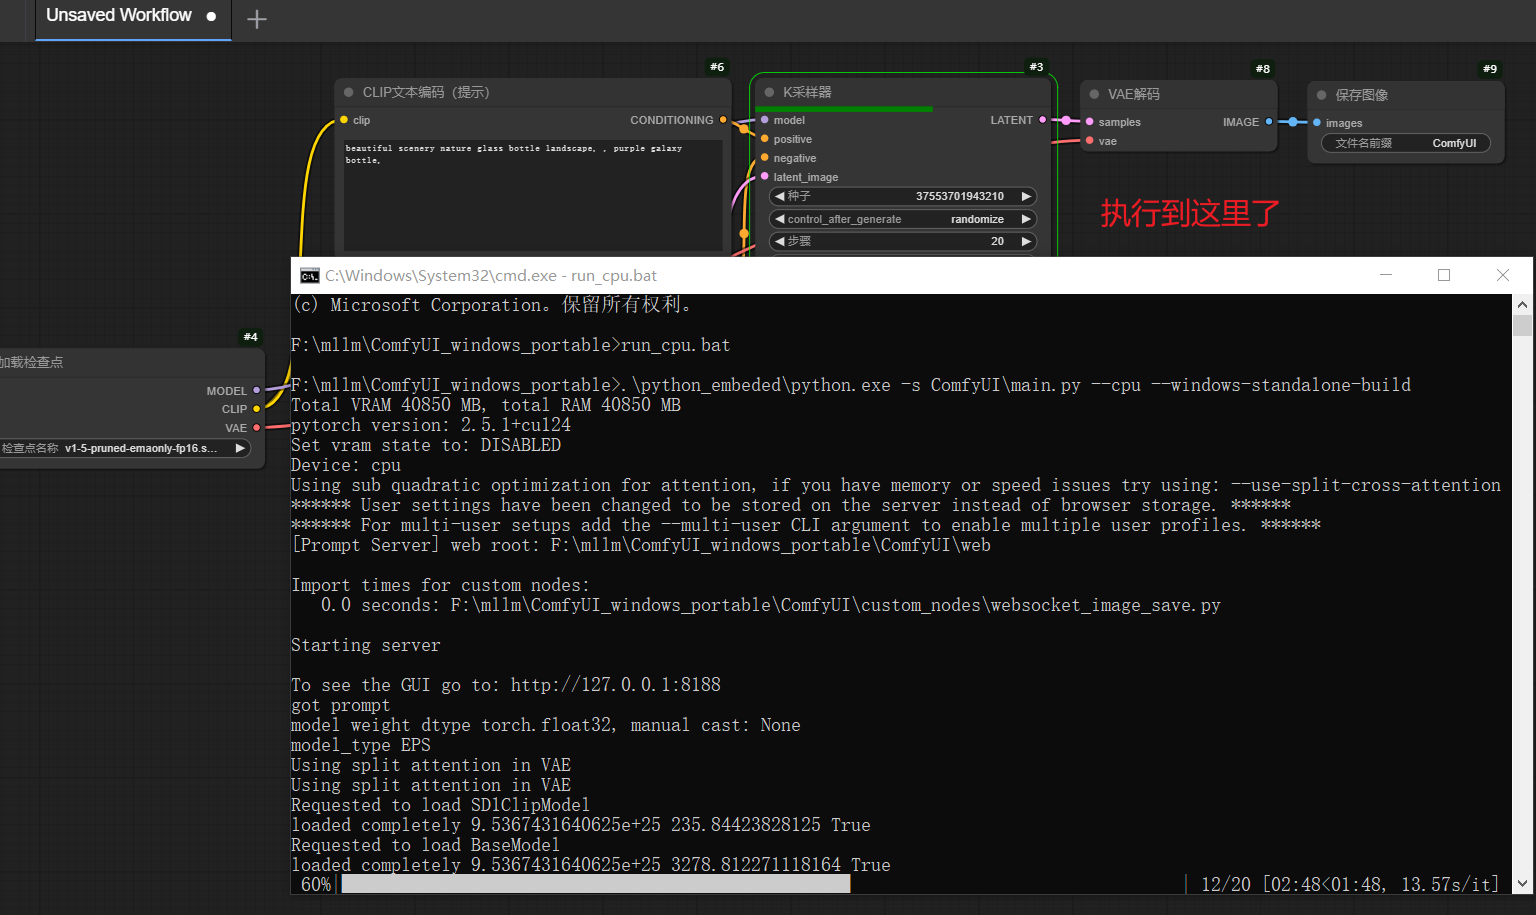 Unsaved Workflow
#6
#3
#8
#9
CLIP文本编码（提示）
K采样器
VAE解码
保存图像
clip
CONDITIONING
model
LATENT
samples
IMAGE
images
positive
vae
文件名前缀 ComfyUI
beautiful scenery nature glass bottle landscape, , purple galaxy
bottle,
negative
latent_image
种子 37553701943210
control_after_generate randomize
步骤 20
执行到这里了
#4
加载检查点
MODEL
CLIP
VAE
检查点名称 v1-5-pruned-emaonly-fp16.s...
C:\Windows\System32\cmd.exe - run_cpu.bat
(c) Microsoft Corporation。保留所有权利。
F:\mllm\ComfyUI_windows_portable>run_cpu.bat
F:\mllm\ComfyUI_windows_portable>.\python_embeded\python.exe -s ComfyUI\main.py --cpu --windows-standalone-build
Total VRAM 40850 MB, total RAM 40850 MB
pytorch version: 2.5.1+cu124
Set vram state to: DISABLED
Device: cpu
Using sub quadratic optimization for attention, if you have memory or speed issues try using: --use-split-cross-attention
****** User settings have been changed to be stored on the server instead of browser storage. ******
****** For multi-user setups add the --multi-user CLI argument to enable multiple user profiles. ******
[Prompt Server] web root: F:\mllm\ComfyUI_windows_portable\ComfyUI\web
Import times for custom nodes:
0.0 seconds: F:\mllm\ComfyUI_windows_portable\ComfyUI\custom_nodes\websocket_image_save.py
Starting server
To see the GUI go to: http://127.0.0.1:8188
got prompt
model weight dtype torch.float32, manual cast: None
model_type EPS
Using split attention in VAE
Using split attention in VAE
Requested to load SD1ClipModel
loaded completely 9.5367431640625e+25 235.84423828125 True
Requested to load BaseModel
loaded completely 9.5367431640625e+25 3278.812271118164 True
60%| | 12/20 [02:48<01:48, 13.57s/it]